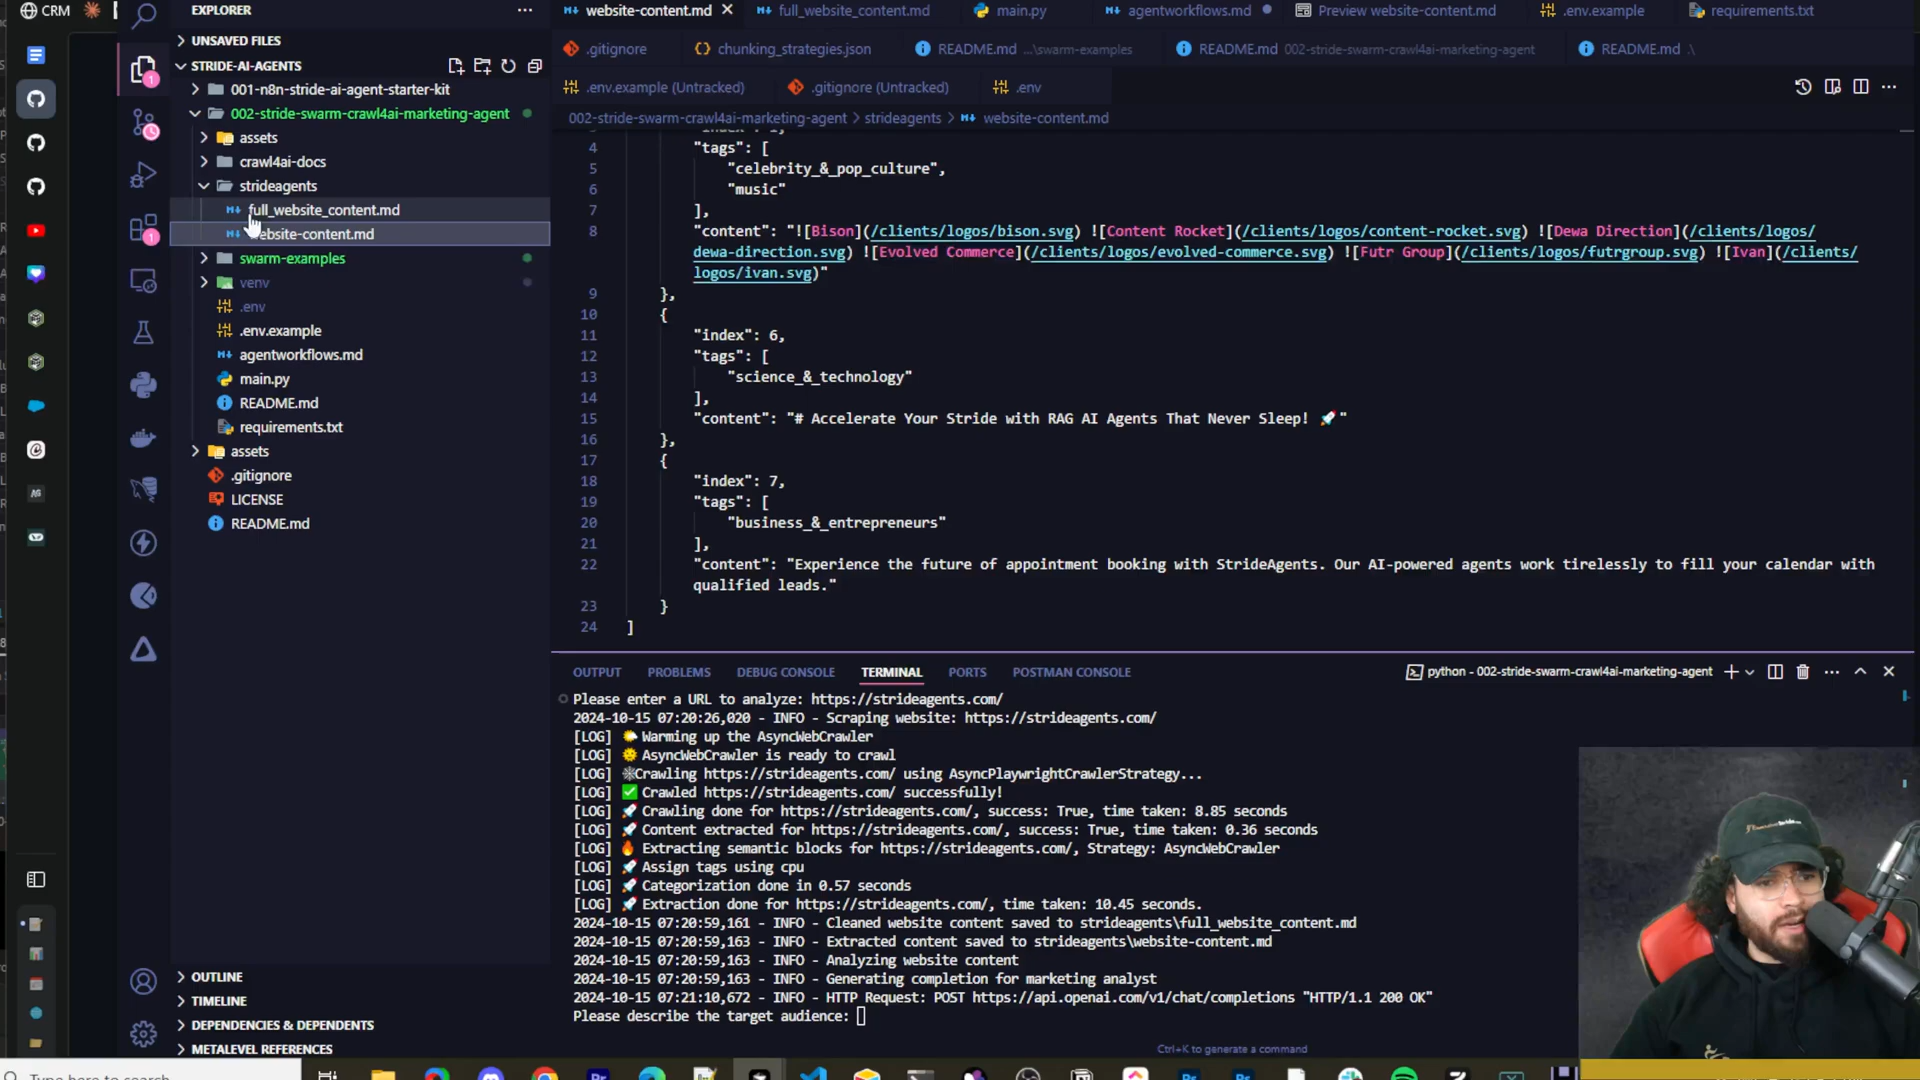 CRM
EXPLORER
UNSAVED FILES
STRIDE-AI-AGENTS
001-n8n-stride-ai-agent-starter-kit
002-stride-swarm-crawl4ai-marketing-agent
assets
crawl4ai-docs
strideagents
full_website_content.md
website-content.md
swarm-examples
venv
.env
.env.example
agentworkflows.md
main.py
README.md
requirements.txt
assets
.gitignore
LICENSE
README.md
OUTLINE
TIMELINE
DEPENDENCIES & DEPENDENTS
METALEVEL REFERENCES
website-content.md full_website_content.md main.py agentworkflows.md Preview website-content.md .env.example requirements.txt
.gitignore chunking_strategies.json README.md ...\swarm-examples README.md 002-stride-swarm-crawl4ai-marketing-agent README.md .\
.env.example (Untracked) .gitignore (Untracked) .env
002-stride-swarm-crawl4ai-marketing-agent > strideagents > website-content.md
3 "index": 1,
4 "tags": [
5 "celebrity_&_pop_culture",
6 "music"
7 ],
8 "content": "![Bison](/clients/logos/bison.svg) ![Content Rocket](/clients/logos/content-rocket.svg) ![Dewa Direction](/clients/logos/
dewa-direction.svg) ![Evolved Commerce](/clients/logos/evolved-commerce.svg) ![Futr Group](/clients/logos/futrgroup.svg) ![Ivan](/clients/
logos/ivan.svg)"
9 },
10 {
11 "index": 6,
12 "tags": [
13 "science_&_technology"
14 ],
15 "content": "# Accelerate Your Stride with RAG AI Agents That Never Sleep! 🚀"
16 },
17 {
18 "index": 7,
19 "tags": [
20 "business_&_entrepreneurs"
21 ],
22 "content": "Experience the future of appointment booking with StrideAgents. Our AI-powered agents work tirelessly to fill your calendar with
qualified leads."
23 }
24 ]
OUTPUT PROBLEMS DEBUG CONSOLE TERMINAL PORTS POSTMAN CONSOLE
python - 002-stride-swarm-crawl4ai-marketing-agent
Please enter a URL to analyze: https://strideagents.com/
2024-10-15 07:20:26,020 - INFO - Scraping website: https://strideagents.com/
[LOG] 🌤️ Warming up the AsyncWebCrawler
[LOG] 🌞 AsyncWebCrawler is ready to crawl
[LOG] 🕸️Crawling https://strideagents.com/ using AsyncPlaywrightCrawlerStrategy...
[LOG] ✅ Crawled https://strideagents.com/ successfully!
[LOG] 🚀 Crawling done for https://strideagents.com/, success: True, time taken: 8.85 seconds
[LOG] 🚀 Content extracted for https://strideagents.com/, success: True, time taken: 0.36 seconds
[LOG] 🔥 Extracting semantic blocks for https://strideagents.com/, Strategy: AsyncWebCrawler
[LOG] 🚀 Assign tags using cpu
[LOG] 🚀 Categorization done in 0.57 seconds
[LOG] 🚀 Extraction done for https://strideagents.com/, time taken: 10.45 seconds.
2024-10-15 07:20:59,161 - INFO - Cleaned website content saved to strideagents\full_website_content.md
2024-10-15 07:20:59,163 - INFO - Extracted content saved to strideagents\website-content.md
2024-10-15 07:20:59,163 - INFO - Analyzing website content
2024-10-15 07:20:59,163 - INFO - Generating completion for marketing analyst
2024-10-15 07:21:10,672 - INFO - HTTP Request: POST https://api.openai.com/v1/chat/completions "HTTP/1.1 200 OK"
Please describe the target audience:
Ctrl+K to generate a command
Type here to search